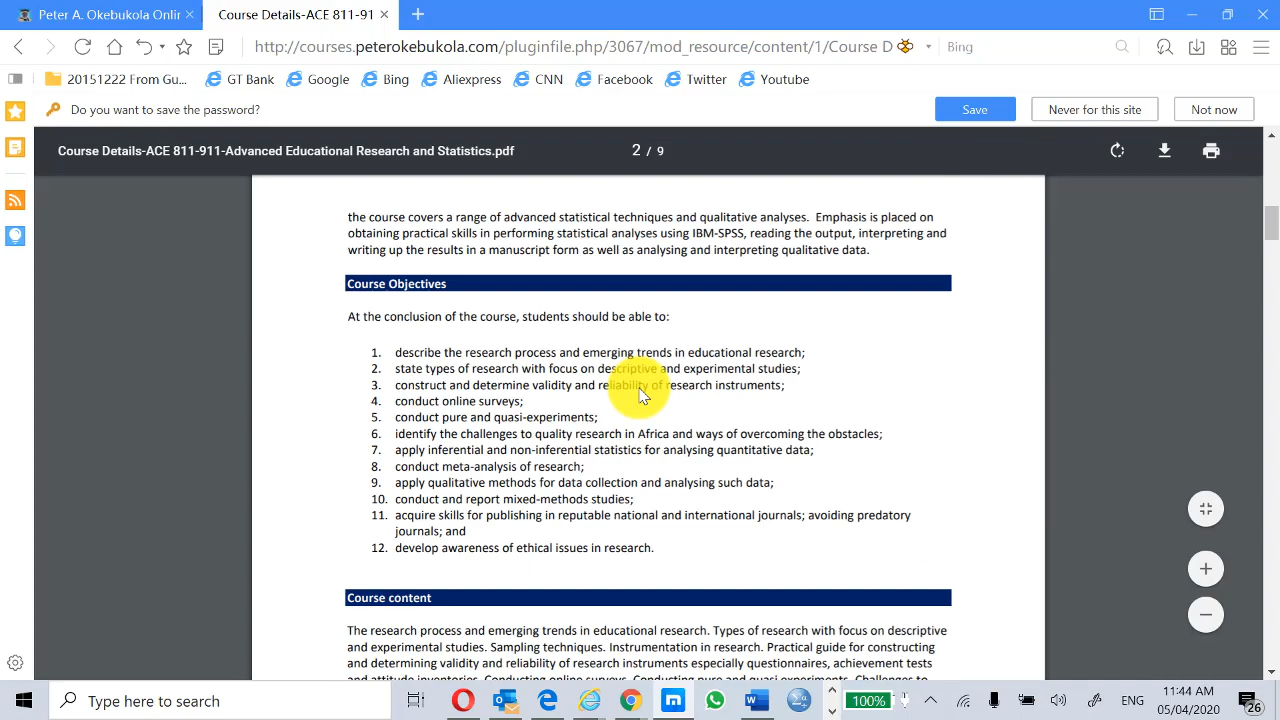 Peter A. Okebukola Onlin
Course Details-ACE 811-91
http://courses.peterokebukola.com/pluginfile.php/3067/mod_resource/content/1/Course D
Bing
20151222 From Gu...
GT Bank
Google
Bing
Aliexpress
CNN
Facebook
Twitter
Youtube
Do you want to save the password?
Save
Never for this site
Not now
Course Details-ACE 811-911-Advanced Educational Research and Statistics.pdf
2 / 9
the course covers a range of advanced statistical techniques and qualitative analyses. Emphasis is placed on
obtaining practical skills in performing statistical analyses using IBM-SPSS, reading the output, interpreting and
writing up the results in a manuscript form as well as analysing and interpreting qualitative data.
Course Objectives
At the conclusion of the course, students should be able to:
1. describe the research process and emerging trends in educational research;
2. state types of research with focus on descriptive and experimental studies;
3. construct and determine validity and reliability of research instruments;
4. conduct online surveys;
5. conduct pure and quasi-experiments;
6. identify the challenges to quality research in Africa and ways of overcoming the obstacles;
7. apply inferential and non-inferential statistics for analysing quantitative data;
8. conduct meta-analysis of research;
9. apply qualitative methods for data collection and analysing such data;
10. conduct and report mixed-methods studies;
11. acquire skills for publishing in reputable national and international journals; avoiding predatory
journals; and
12. develop awareness of ethical issues in research.
Course content
The research process and emerging trends in educational research. Types of research with focus on descriptive
and experimental studies. Sampling techniques. Instrumentation in research. Practical guide for constructing
and determining validity and reliability of research instruments especially questionnaires, achievement tests
and attitude inventories. Conducting online surveys. Conducting pure and quasi experiments. Challenges to
Type here to search
100%
ENG
11:44 AM
05/04/2020
26